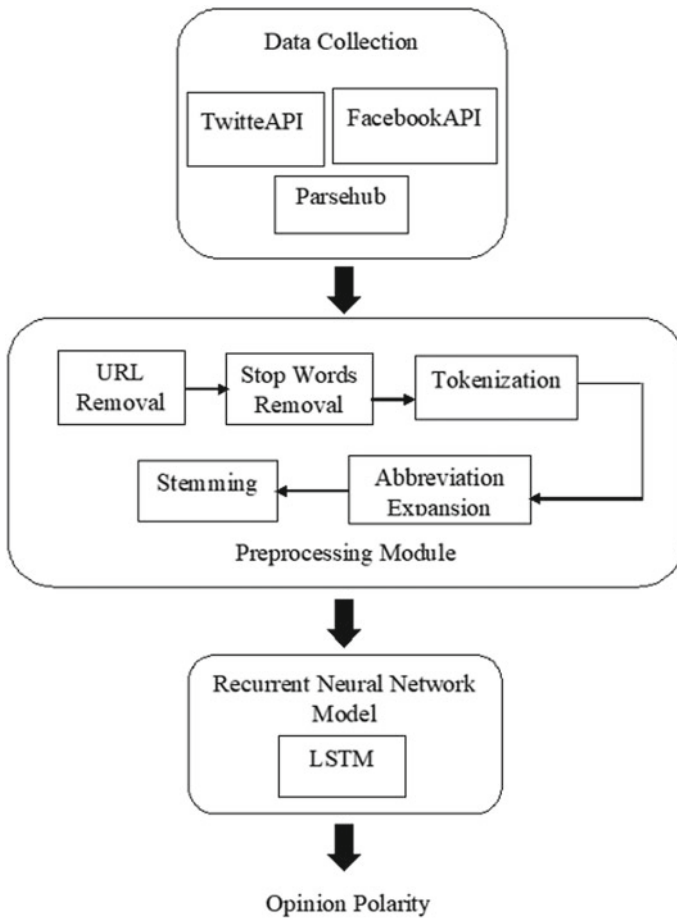 Data Collection
TwitteAPI
FacebookAPI
Parsehub
URL
Removal
Stop Words
Removal
Tokenization
Stemming
Abbreviation
Expansion
Preprocessing Module
Recurrent Neural Network
Model
LSTM
Opinion Polarity